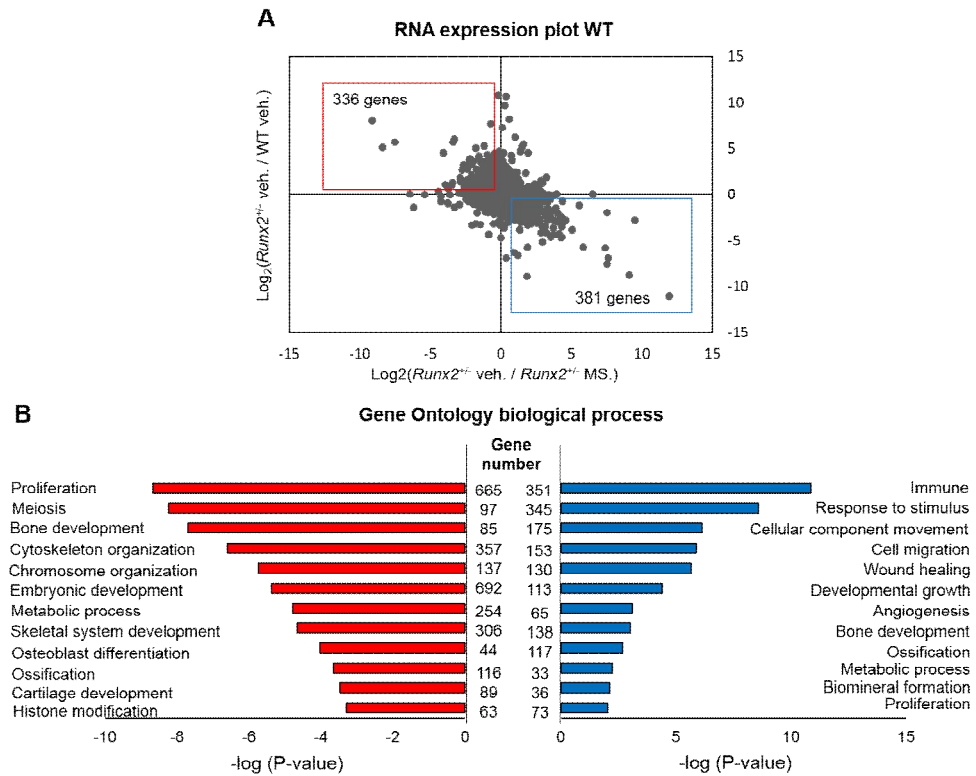 A
RNA expression plot WT
336 genes
381 genes
15
10
5
0
-5
-10
-15
Log2(Runx2+/- veh. / WT veh.)
-15 -10 -5 0 5 10 15
Log2(Runx2+/- veh. / Runx2+/- MS.)
B
Gene Ontology biological process
Gene
number
Proliferation 665 351 Immune
Meiosis 97 345 Response to stimulus
Bone development 85 175 Cellular component movement
Cytoskeleton organization 357 153 Cell migration
Chromosome organization 137 130 Wound healing
Embryonic development 692 113 Developmental growth
Metabolic process 254 65 Angiogenesis
Skeletal system development 306 138 Bone development
Osteoblast differentiation 44 117 Ossification
Ossification 116 33 Metabolic process
Cartilage development 89 36 Biomineral formation
Histone modification 63 73 Proliferation
-10 -8 -6 -4 -2 0 0 5 10 15
-log (P-value) -log (P-value)